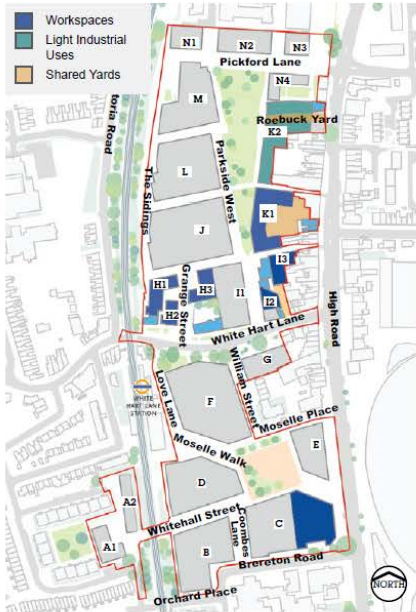 Workspaces
Light Industrial
Uses
Shared Yards
N1
N2
N3
Pickford Lane
N4
M
Roebuck Yard
K2
toria Road
The Sidings
Parkside West
L
K1
J
Grange Street
I3
H1
H3
I1
I2
H2
High Road
White Hart Lane
G
Love Lane
William Street
WHITE
HART LANE
STATION
F
Moselle Place
Moselle Walk
E
D
A2
Whitehall Street
Coombes
Lane
C
A1
B
Brereton Road
Orchard Place
NORTH